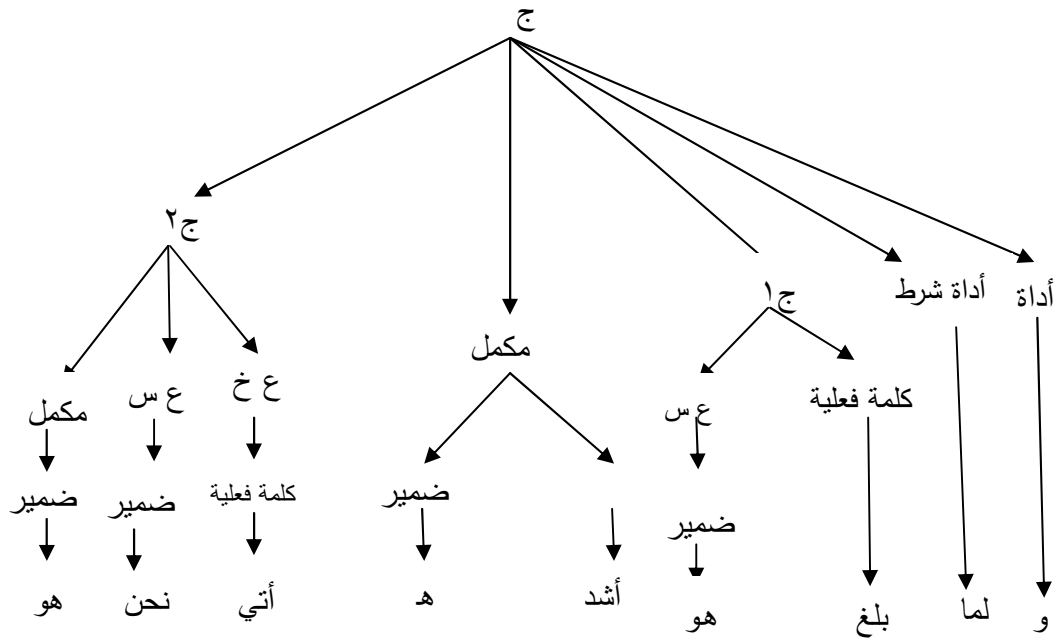 ج
ج٢
أداة أداة شرط ج١ مكمل
كلمة فعلية ع س ع خ ع س مكمل
ضمير ضمير كلمة فعلية ضمير ضمير
و لما بلغ هو أشد هـ أتي نحن هو